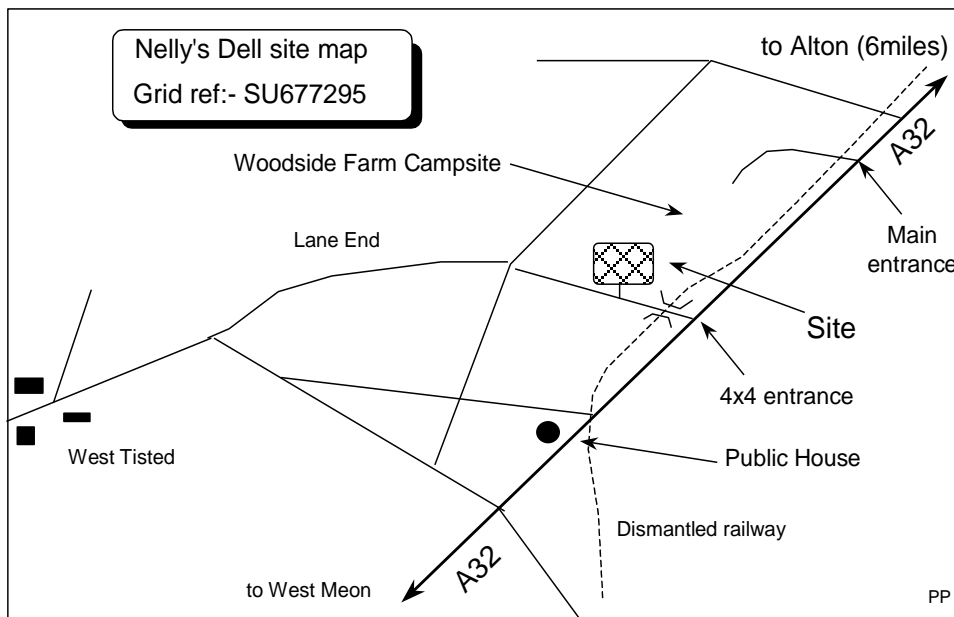 Nelly's Dell site map
Grid ref:- SU677295
to Alton (6miles)
A32
Woodside Farm Campsite
Lane End
Main
entrance
Site
4x4 entrance
West Tisted
Public House
Dismantled railway
A32
to West Meon
PP